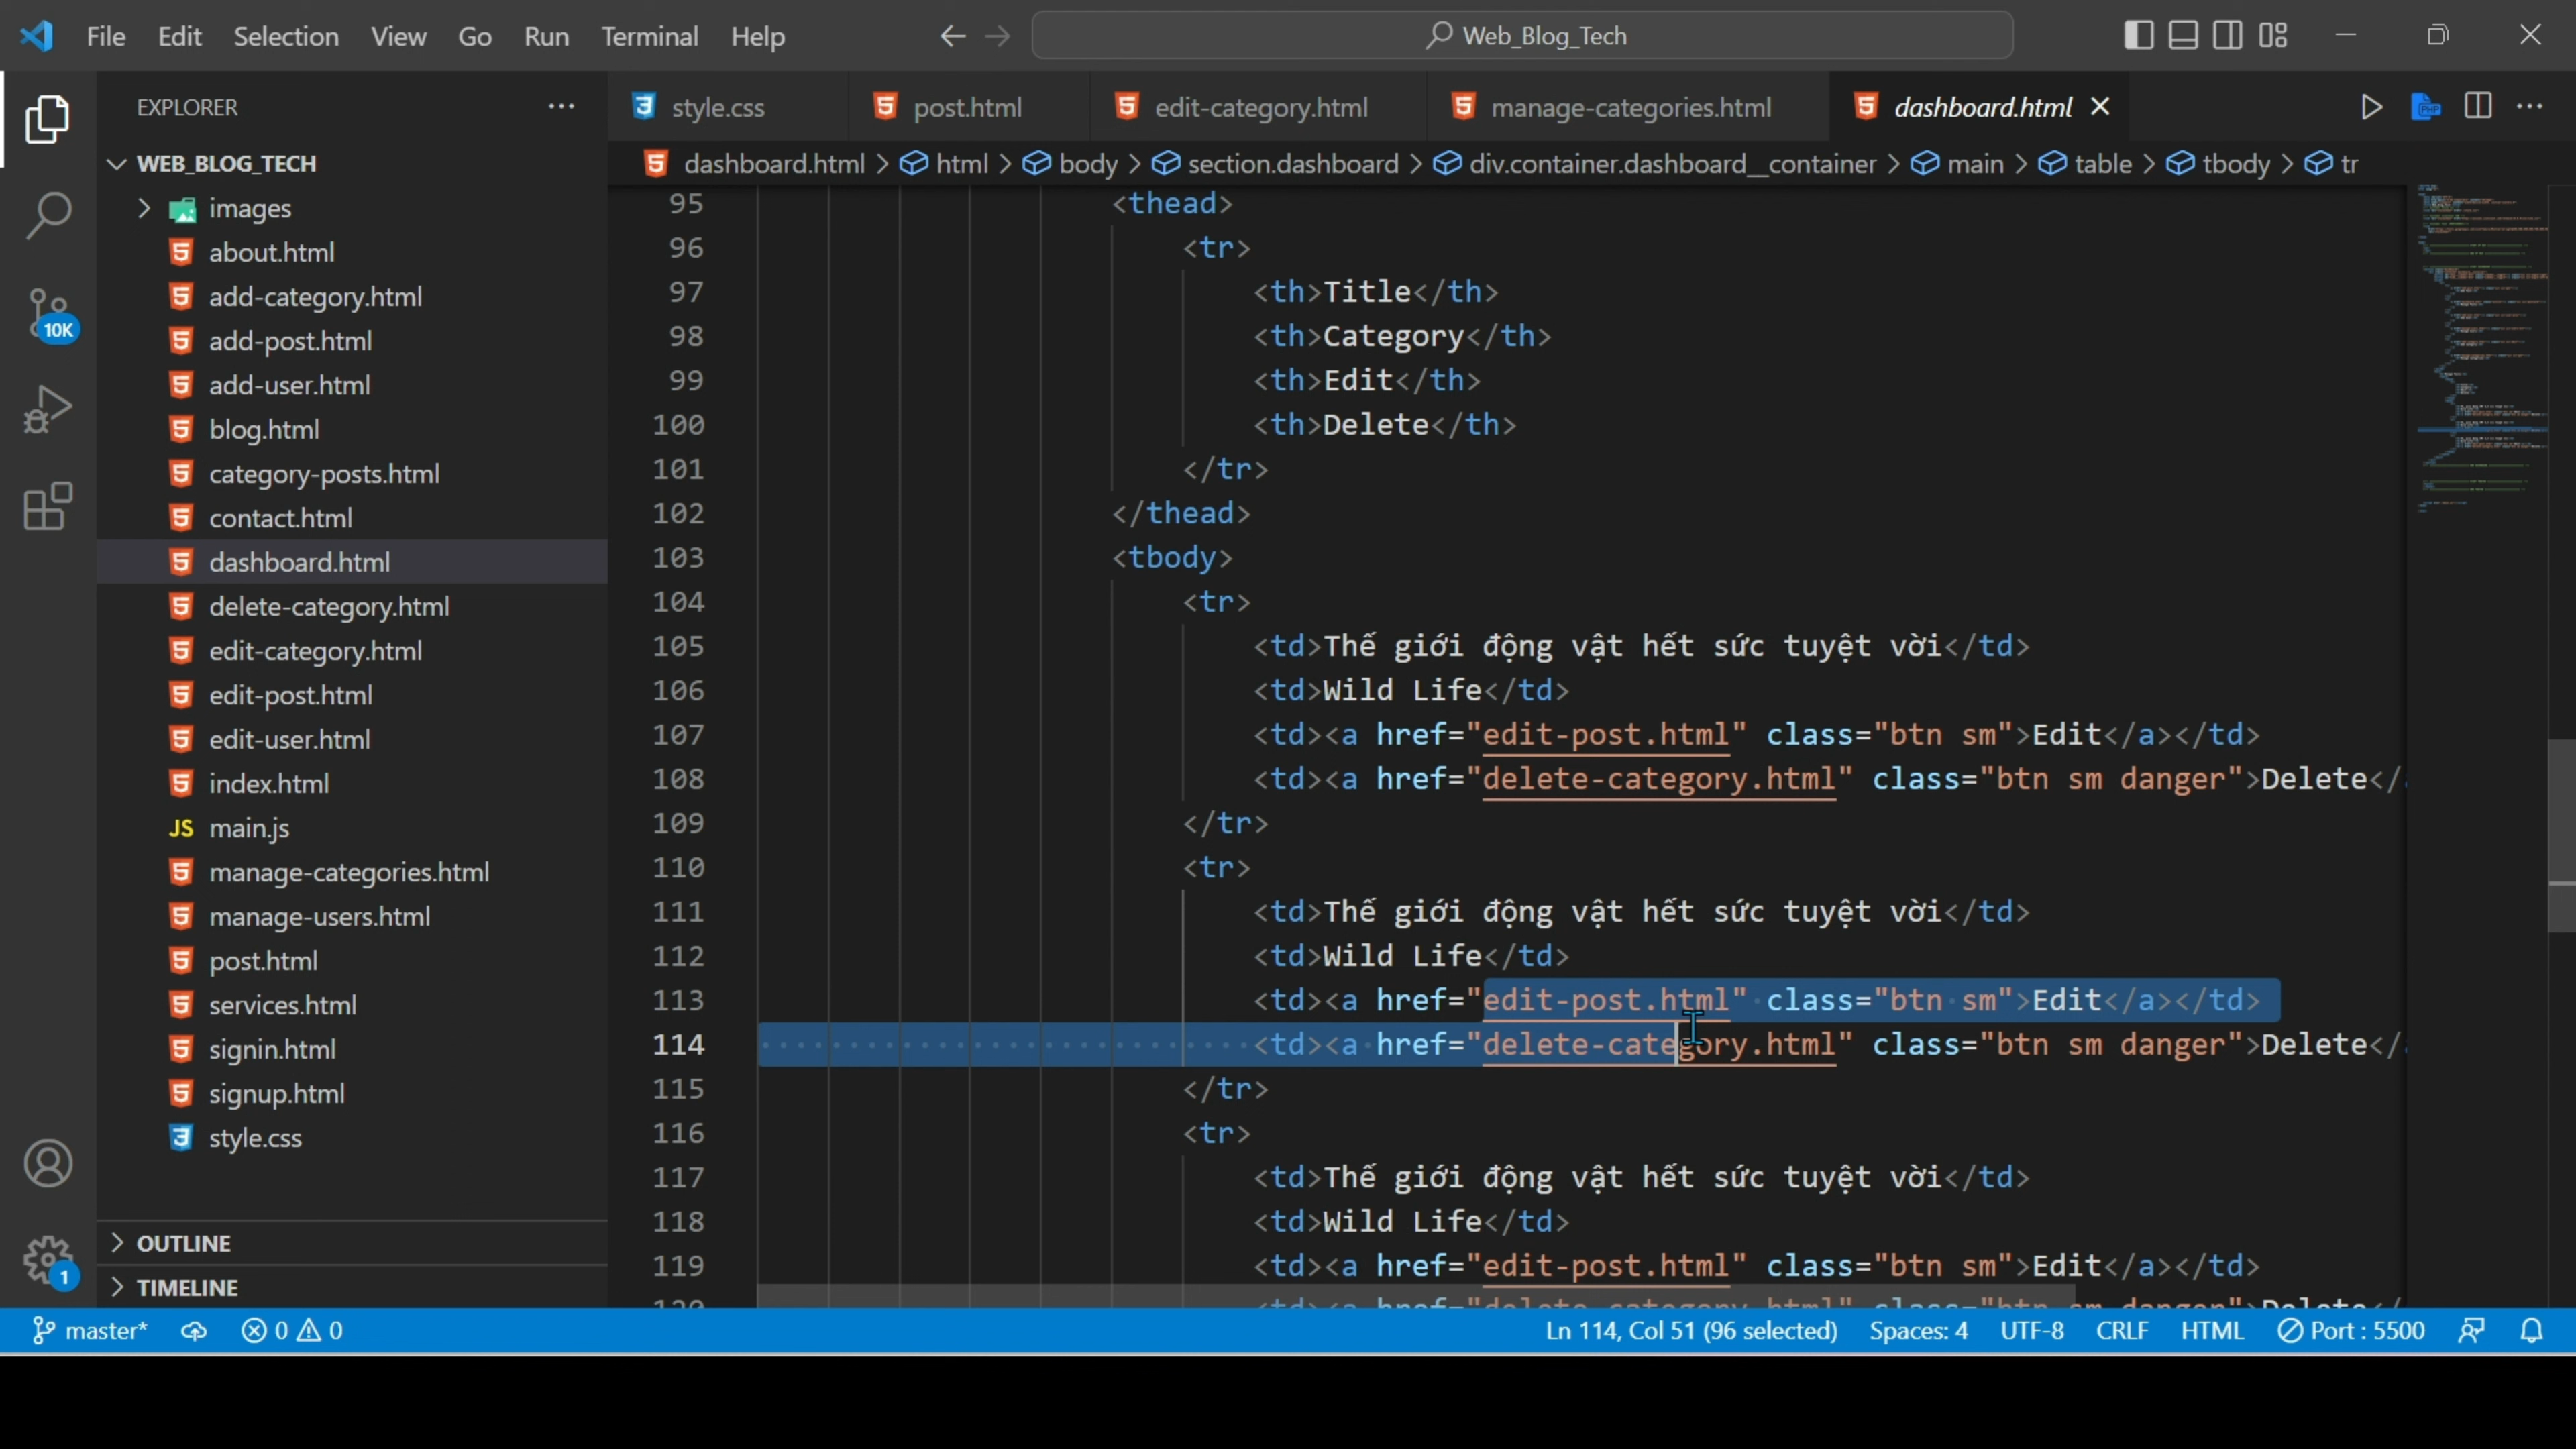 File Edit Selection View Go Run Terminal Help Web_Blog_Tech
EXPLORER
WEB_BLOG_TECH
images
about.html
add-category.html
add-post.html
add-user.html
blog.html
category-posts.html
contact.html
dashboard.html
delete-category.html
edit-category.html
edit-post.html
edit-user.html
index.html
JS main.js
manage-categories.html
manage-users.html
post.html
services.html
signin.html
signup.html
style.css
OUTLINE
TIMELINE
10K
1
style.css post.html edit-category.html manage-categories.html dashboard.html
dashboard.html > html > body > section.dashboard > div.container.dashboard__container > main > table > tbody > tr
95 <thead>
96 <tr>
97 <th>Title</th>
98 <th>Category</th>
99 <th>Edit</th>
100 <th>Delete</th>
101 </tr>
102 </thead>
103 <tbody>
104 <tr>
105 <td>Thế giới động vật hết sức tuyệt vời</td>
106 <td>Wild Life</td>
107 <td><a href="edit-post.html" class="btn sm">Edit</a></td>
108 <td><a href="delete-category.html" class="btn sm danger">Delete</
109 </tr>
110 <tr>
111 <td>Thế giới động vật hết sức tuyệt vời</td>
112 <td>Wild Life</td>
113 <td><a href="edit-post.html" class="btn sm">Edit</a></td>
114 <td><a href="delete-category.html" class="btn sm danger">Delete</
115 </tr>
116 <tr>
117 <td>Thế giới động vật hết sức tuyệt vời</td>
118 <td>Wild Life</td>
119 <td><a href="edit-post.html" class="btn sm">Edit</a></td>
master* 0 0 Ln 114, Col 51 (96 selected) Spaces: 4 UTF-8 CRLF HTML Port : 5500